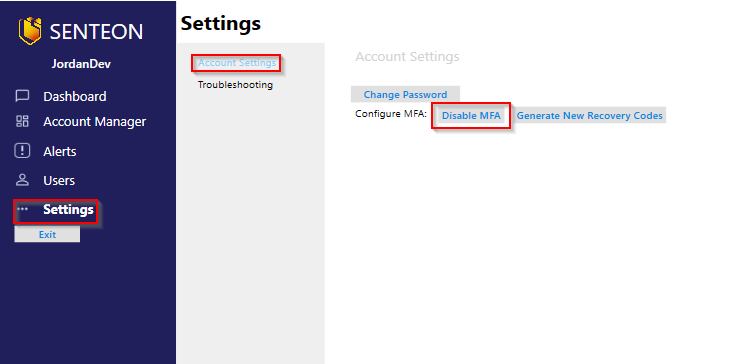 SENTEON
JordanDev
Dashboard
Account Manager
Alerts
Users
Settings
Exit
Settings
Account Settings
Troubleshooting
Account Settings
Change Password
Configure MFA: Disable MFA Generate New Recovery Codes